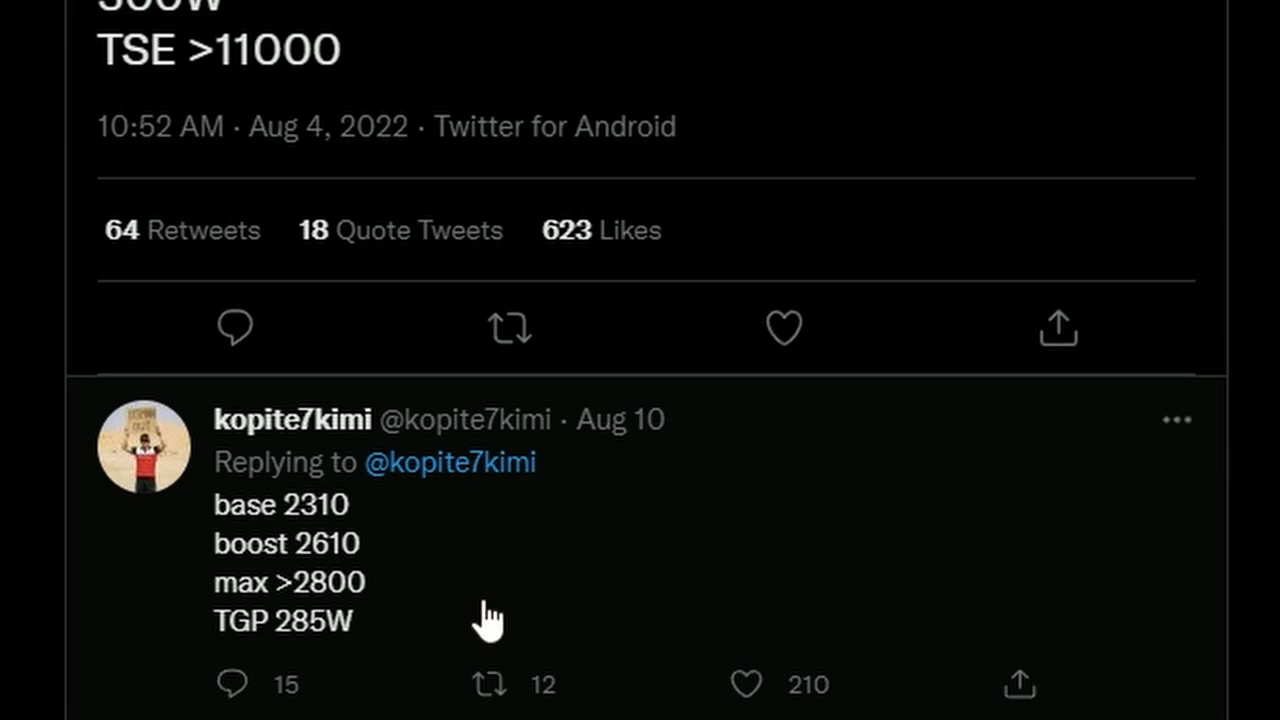 300W
TSE >11000
10:52 AM · Aug 4, 2022 · Twitter for Android
64 Retweets 18 Quote Tweets 623 Likes
kopite7kimi @kopite7kimi · Aug 10
Replying to @kopite7kimi
base 2310
boost 2610
max >2800
TGP 285W
15 12 210